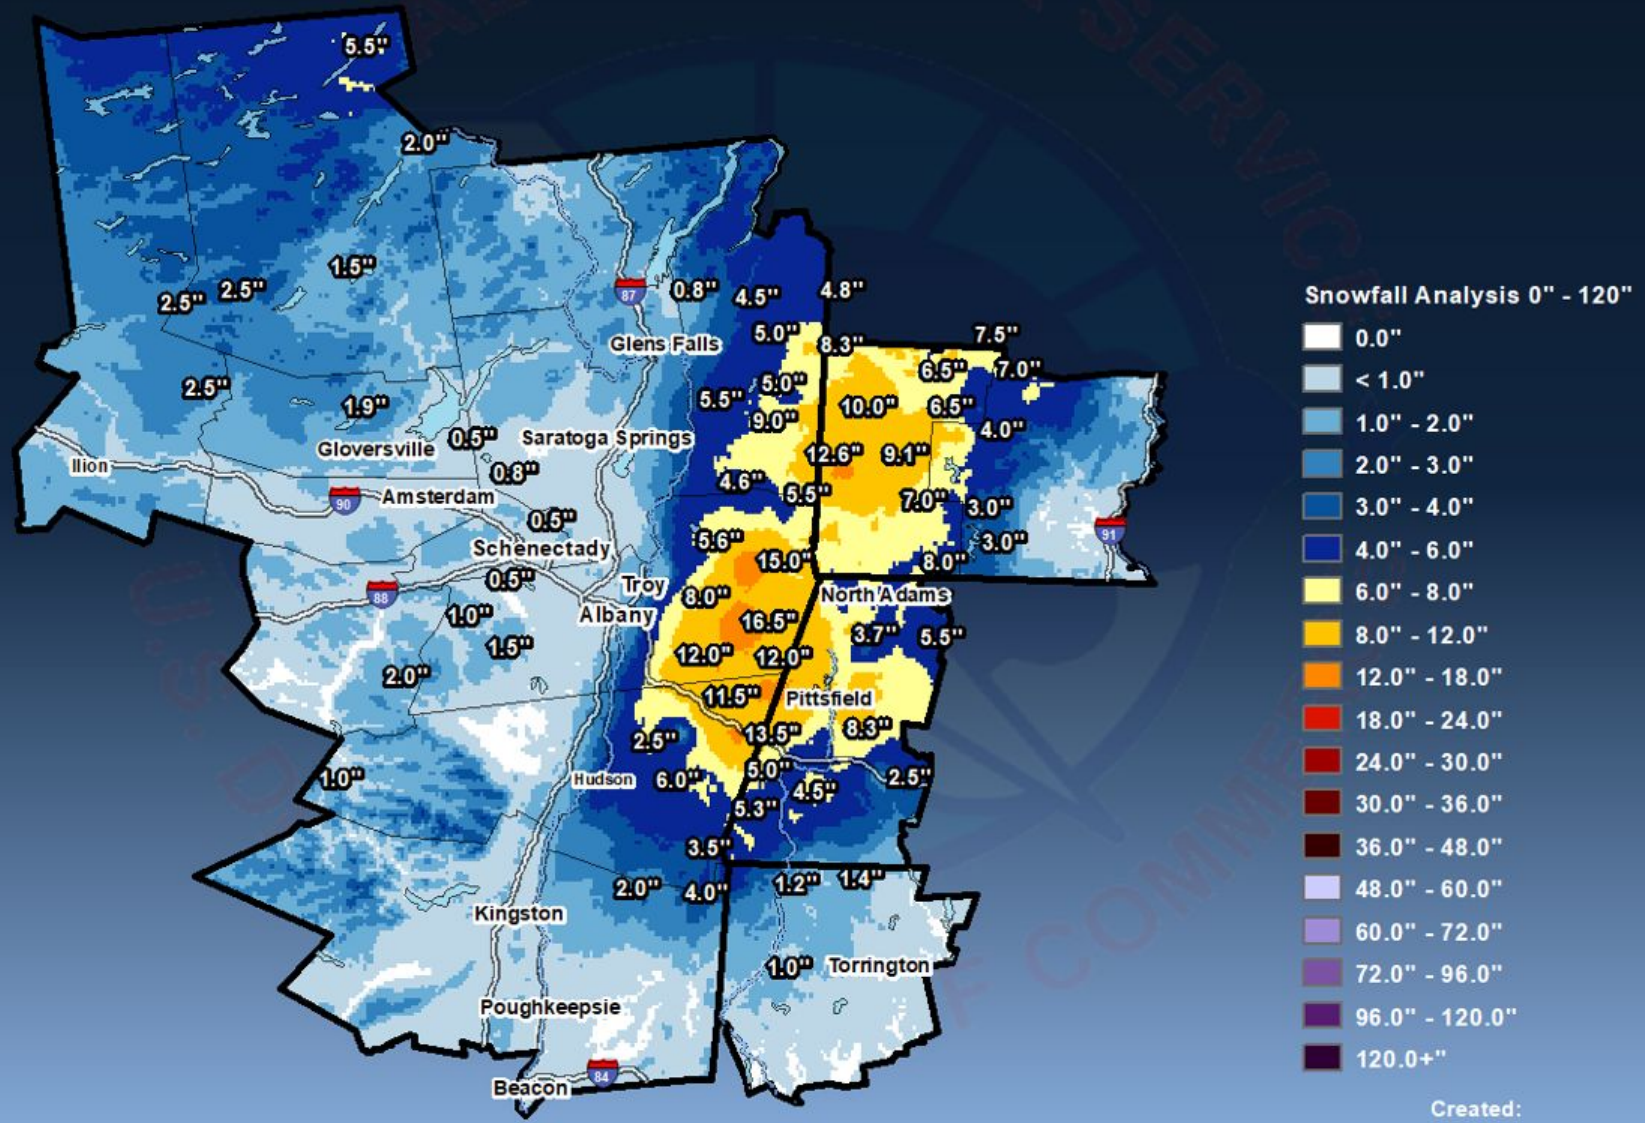 5.5"
2.0"
1.5"
2.5"
2.5"
87
0.8"
4.5"
4.8"
5.0"
8.3"
7.5"
Glens Falls
6.5"
7.0"
2.5"
1.9"
5.5"
5.0"
10.0"
6.5"
9.0"
4.0"
Gloversville
0.5"
Saratoga Springs
12.6"
9.1"
Ilion
0.8"
4.6"
5.5"
7.0"
3.0"
90
Amsterdam
0.5"
91
Schenectady
5.6"
3.0"
15.0"
8.0"
0.5"
Troy
88
8.0"
North Adams
1.0"
Albany
16.5"
3.7"
5.5"
1.5"
12.0"
12.0"
2.0"
11.5"
Pittsfield
2.5"
13.5"
8.3"
1.0"
Hudson
6.0"
5.0"
4.5"
2.5"
5.3"
3.5"
2.0"
4.0"
1.2"
1.4"
Kingston
1.0"
Torrington
Poughkeepsie
84
Beacon
Snowfall Analysis 0" - 120"
0.0"
< 1.0"
1.0" - 2.0"
2.0" - 3.0"
3.0" - 4.0"
4.0" - 6.0"
6.0" - 8.0"
8.0" - 12.0"
12.0" - 18.0"
18.0" - 24.0"
24.0" - 30.0"
30.0" - 36.0"
36.0" - 48.0"
48.0" - 60.0"
60.0" - 72.0"
72.0" - 96.0"
96.0" - 120.0"
120.0+"
Created:
SERVICE
U.S.